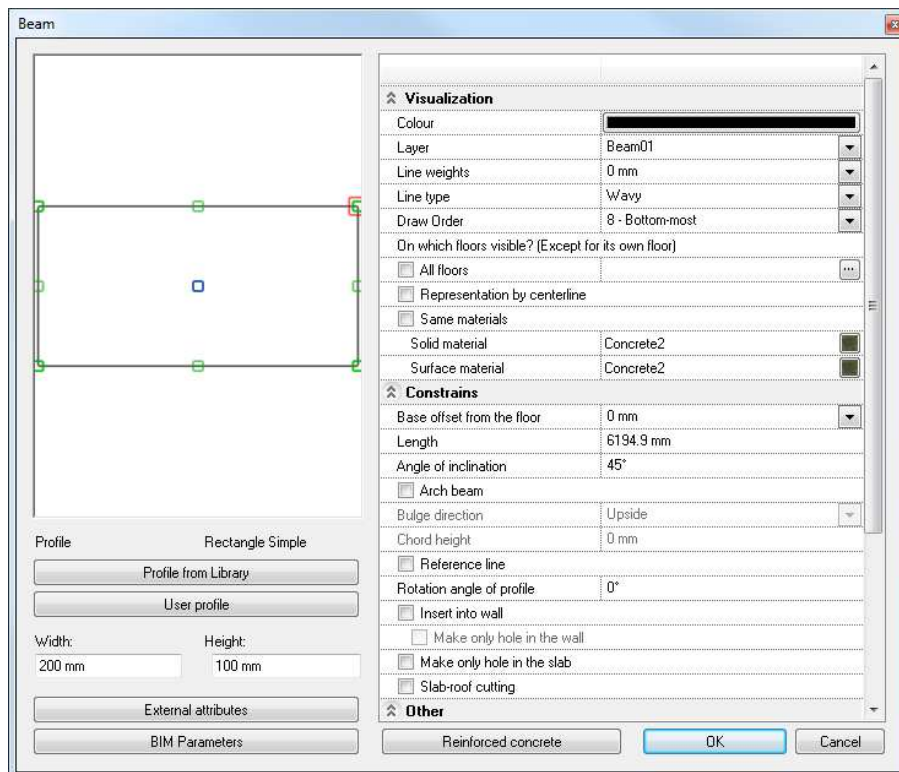 Beam
Visualization
Colour
Layer Beam01
Line weights 0 mm
Line type Wavy
Draw Order 8 - Bottom-most
On which floors visible? (Except for its own floor)
All floors ...
Representation by centerline
Same materials
Solid material Concrete2
Surface material Concrete2
Constrains
Base offset from the floor 0 mm
Length 6194.9 mm
Angle of inclination 45°
Arch beam
Bulge direction Upside
Chord height 0 mm
Reference line
Rotation angle of profile 0°
Insert into wall
Make only hole in the wall
Make only hole in the slab
Slab-roof cutting
Other
Profile Rectangle Simple
Profile from Library
User profile
Width: Height:
200 mm 100 mm
External attributes
BIM Parameters
Reinforced concrete OK Cancel